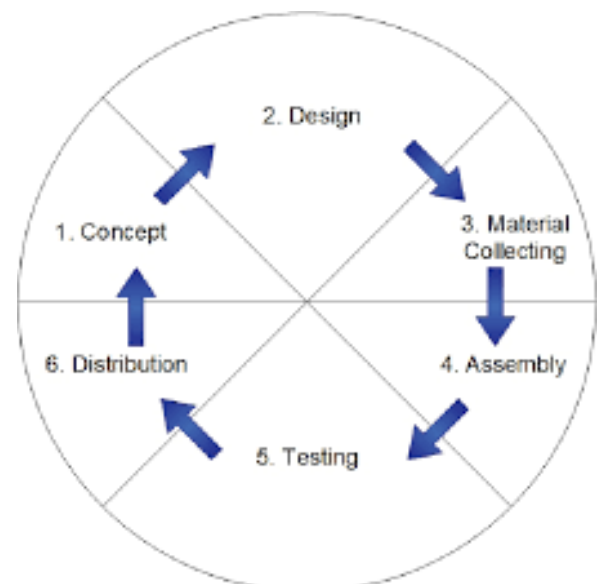 1. Concept
2. Design
3. Material
Collecting
4. Assembly
5. Testing
6. Distribution